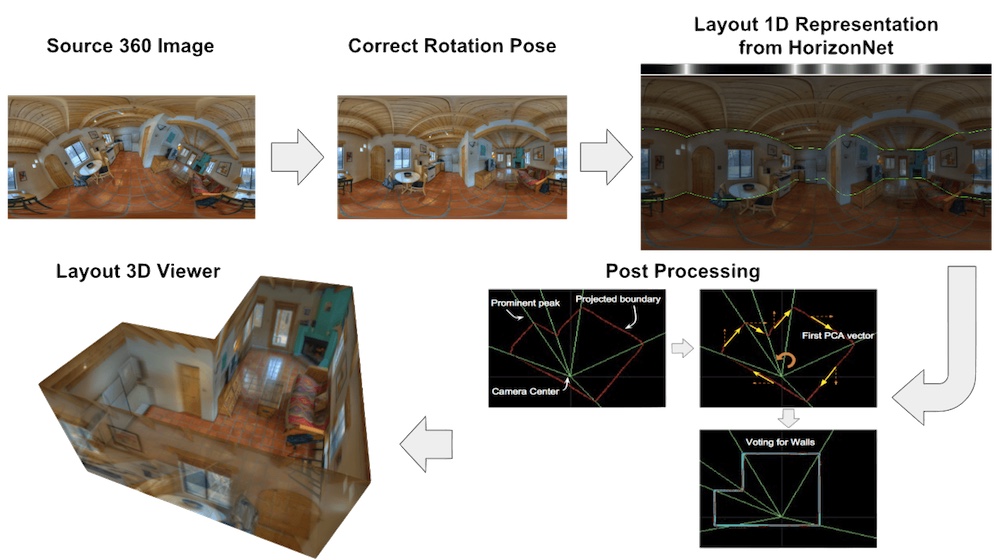 Source 360 Image
Correct Rotation Pose
Layout 1D Representation
from HorizonNet
Layout 3D Viewer
Post Processing
Prominent peak
Projected boundary
Camera Center
First PCA vector
Voting for Walls